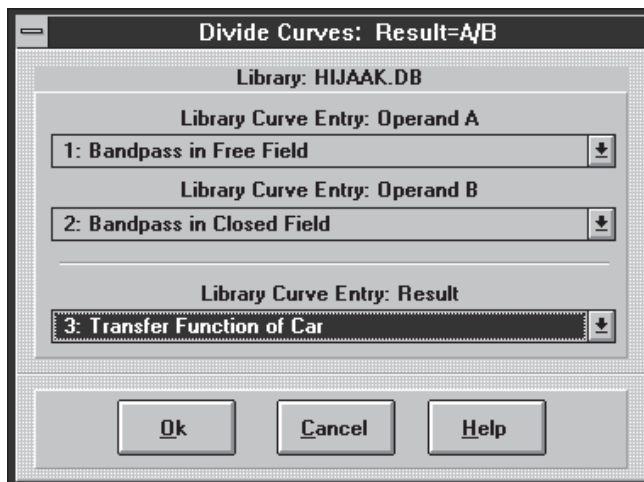 Divide Curves: Result=A/B
Library: HIJAAK.DB
Library Curve Entry: Operand A
1: Bandpass in Free Field
Library Curve Entry: Operand B
2: Bandpass in Closed Field
Library Curve Entry: Result
3: Transfer Function of Car
Ok Cancel Help